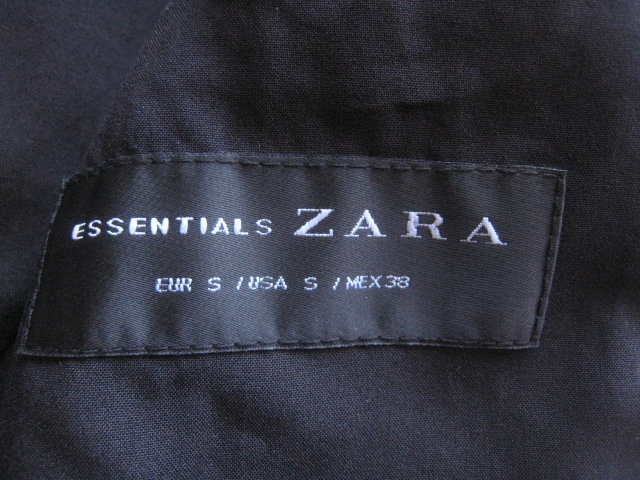 ESSENTIALS ZARA
EUR S / USA S / MEX 38